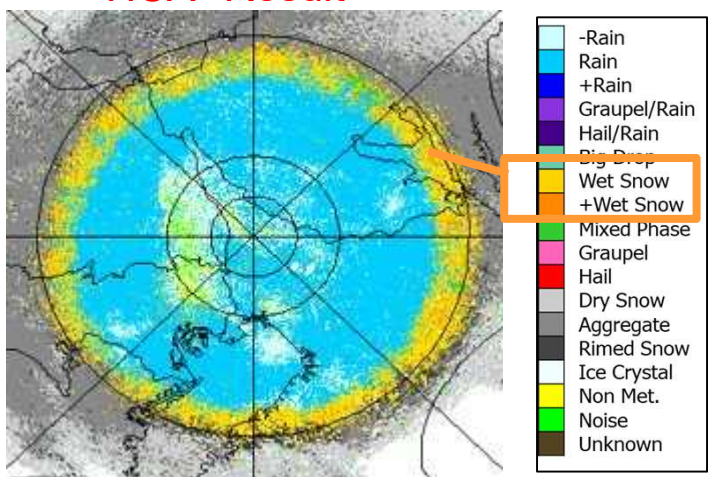 -Rain
Rain
+Rain
Graupel/Rain
Hail/Rain
Big Drop
Wet Snow
+Wet Snow
Mixed Phase
Graupel
Hail
Dry Snow
Aggregate
Rimed Snow
Ice Crystal
Non Met.
Noise
Unknown